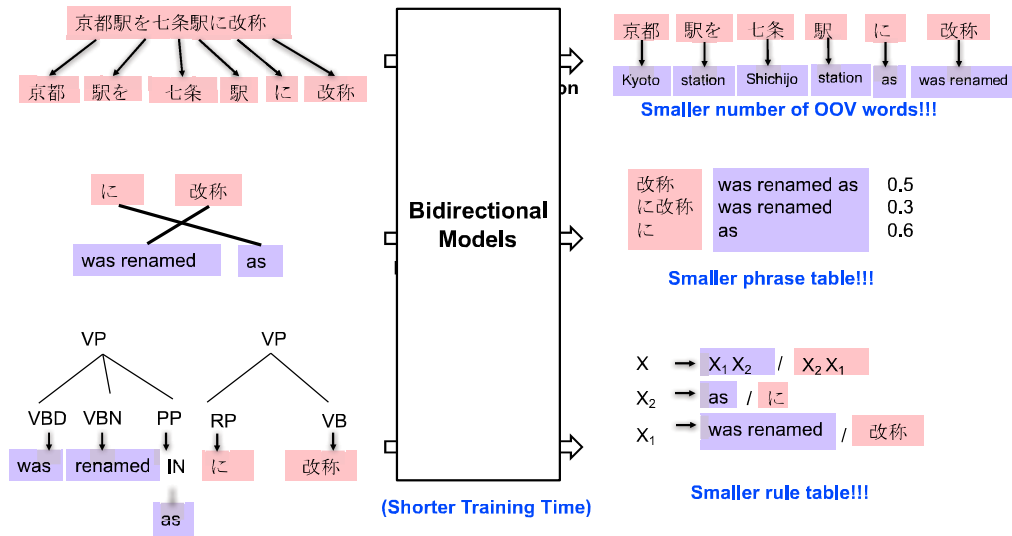 京都駅を七条駅に改称
京都 駅を 七条 駅 に 改称
に 改称
was renamed as
VP VP
VBD VBN PP RP VB
was renamed IN に 改称
as
Bidirectional
Models
(Shorter Training Time)
京都 駅を 七条 駅 に 改称
Kyoto station Shichijo station as was renamed
Smaller number of OOV words!!!
改称 was renamed as 0.5
に改称 was renamed 0.3
に as 0.6
Smaller phrase table!!!
X X1 X2 / X2 X1
X2 as / に
X1 was renamed / 改称
Smaller rule table!!!